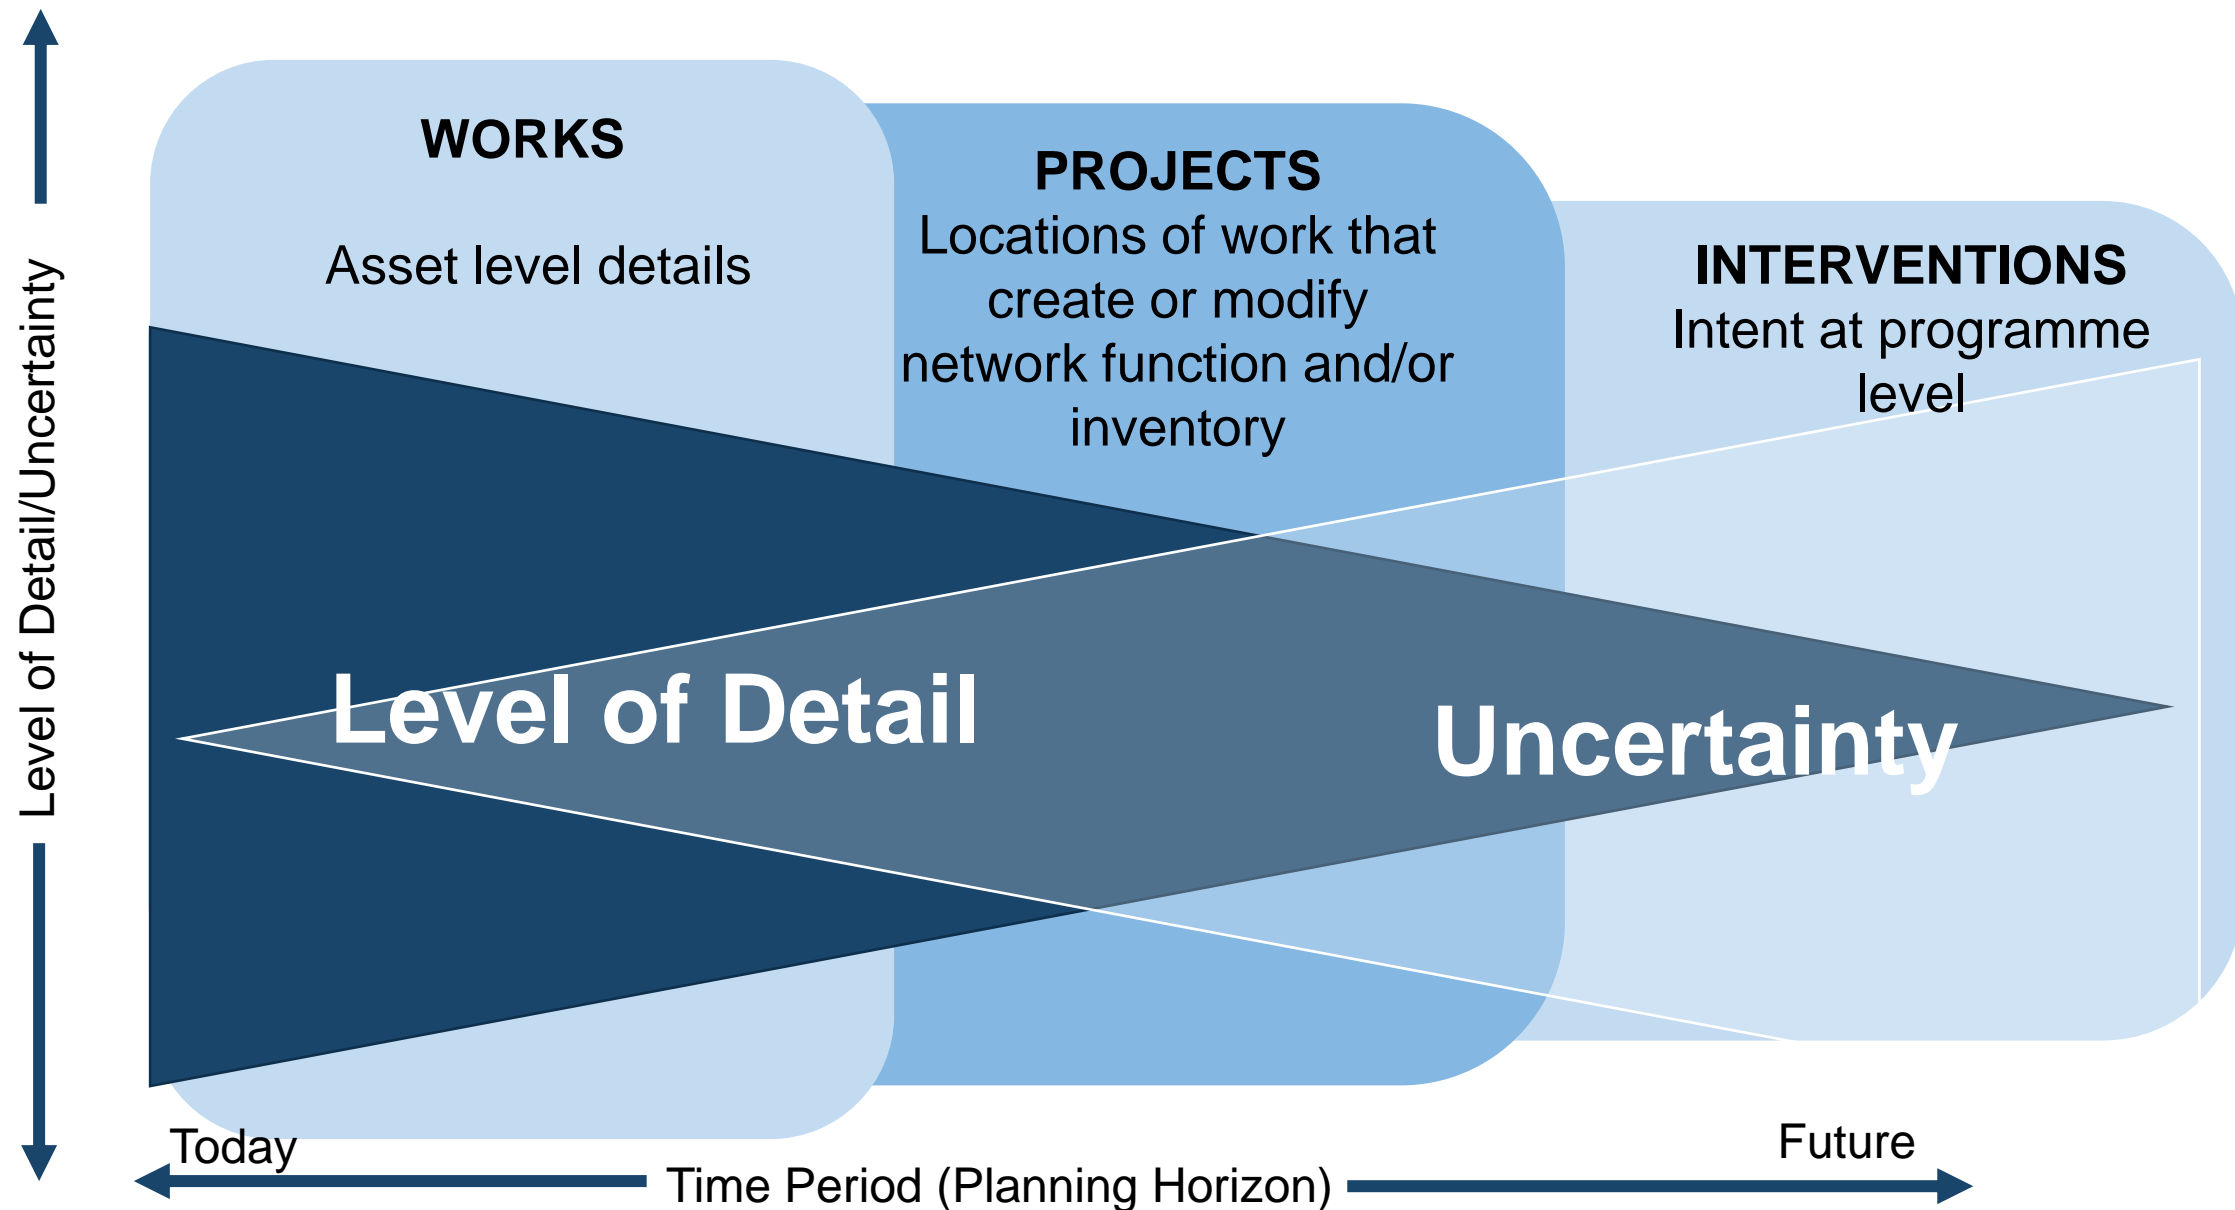 WORKS
Asset level details
PROJECTS
Locations of work that
create or modify
network function and/or
inventory
INTERVENTIONS
Intent at programme
level
Level of Detail/Uncertainty
Level of Detail
Uncertainty
Today
Future
Time Period (Planning Horizon)